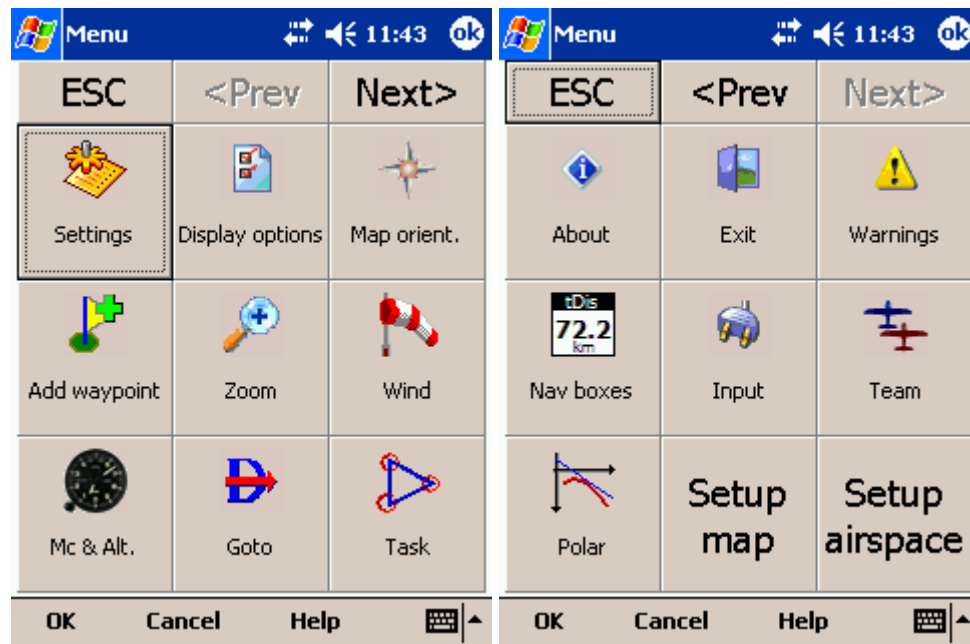 Menu 11:43 ok
ESC <Prev Next>
Settings Display options Map orient.
Add waypoint Zoom Wind
Mc & Alt. Goto Task
OK Cancel Help
Menu 11:43 ok
ESC <Prev Next>
About Exit Warnings
tDis
72.2
km
Nav boxes Input Team
Polar Setup map Setup airspace
OK Cancel Help